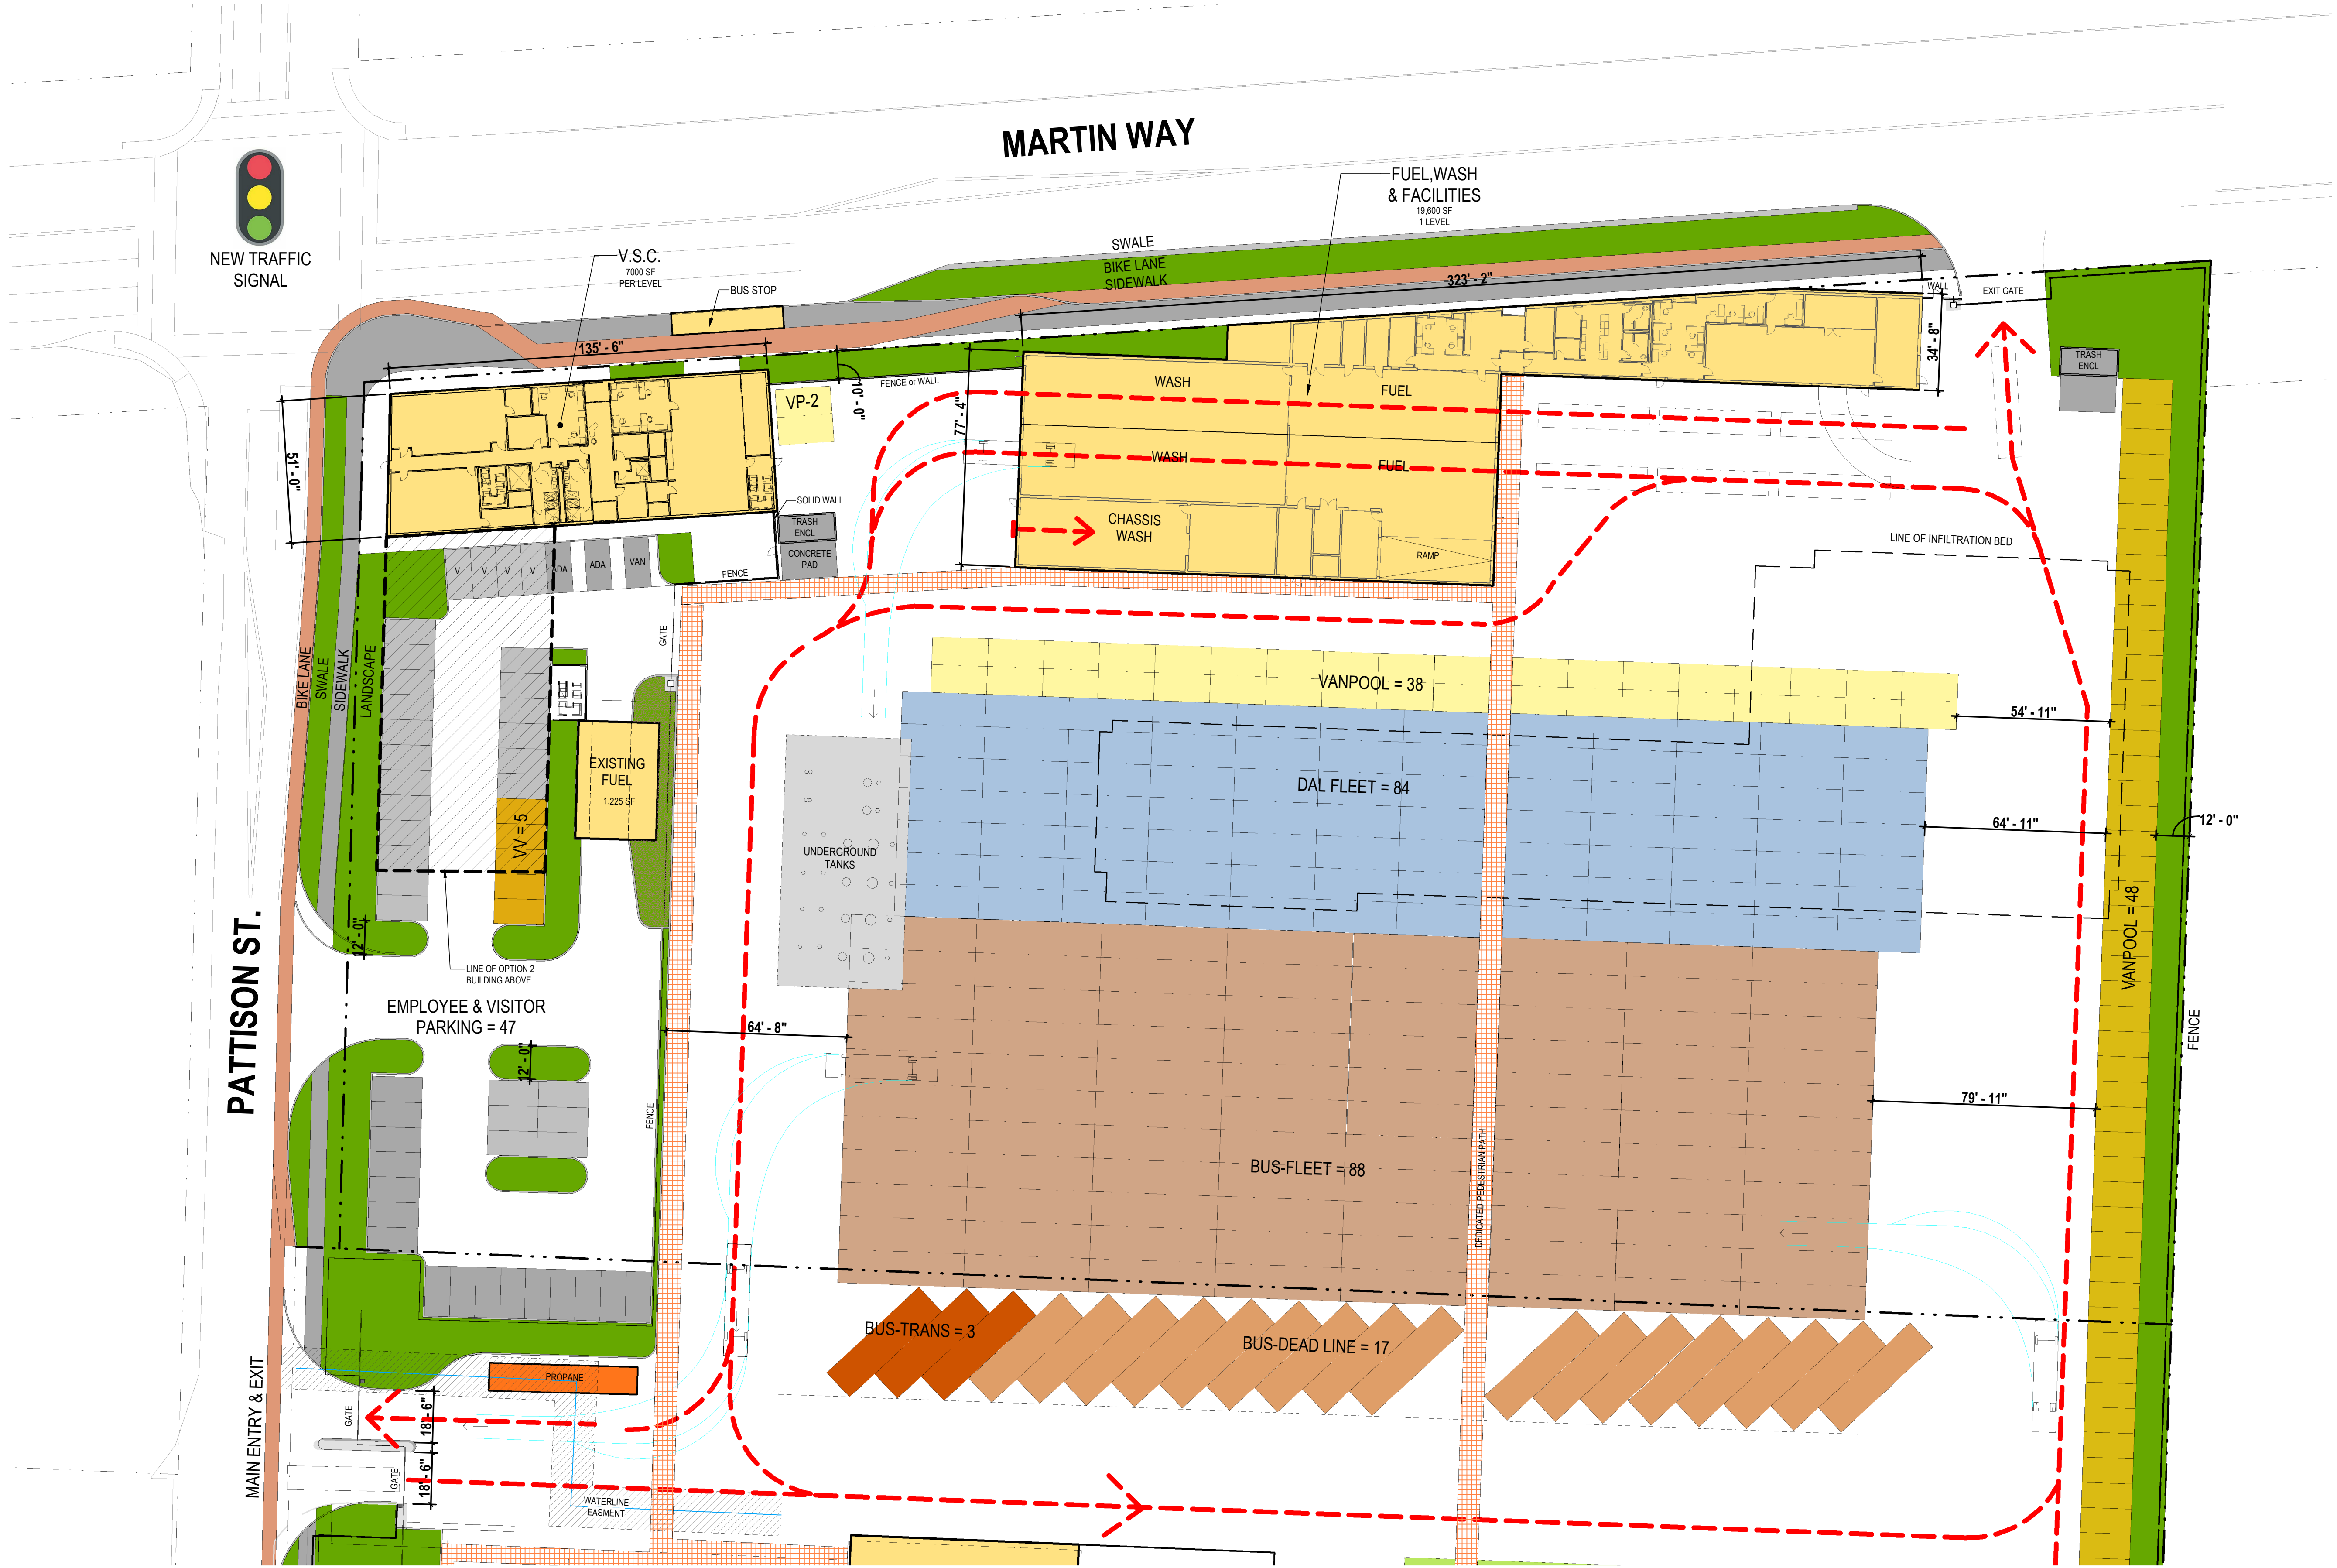 MARTIN WAY
FUEL,WASH
& FACILITIES
19,600 SF
1 LEVEL
NEW TRAFFIC
SIGNAL
V.S.C.
7000 SF
PER LEVEL
BUS STOP
SWALE
BIKE LANE
SIDEWALK
323' - 2"
WALL
EXIT GATE
135' - 6"
34' - 8"
TRASH
ENCL
FENCE or WALL
10' - 0"
VP-2
77' - 4"
WASH
FUEL
WASH
FUEL
51' - 0"
SOLID WALL
TRASH
ENCL
CONCRETE
PAD
CHASSIS
WASH
RAMP
LINE OF INFILTRATION BED
V
V
V
V
ADA
ADA
VAN
FENCE
GATE
BIKE LANE
SWALE
SIDEWALK
LANDSCAPE
VANPOOL = 38
54' - 11"
EXISTING
FUEL
1,225 SF
DAL FLEET = 84
64' - 11"
12' - 0"
VV = 5
UNDERGROUND
TANKS
VANPOOL = 48
12' - 0"
LINE OF OPTION 2
BUILDING ABOVE
PATTISON ST.
EMPLOYEE & VISITOR
PARKING = 47
64' - 8"
FENCE
12' - 0"
FENCE
79' - 11"
DEDICATED PEDESTRIAN PATH
BUS-FLEET = 88
BUS-TRANS = 3
BUS-DEAD LINE = 17
MAIN ENTRY & EXIT
PROPANE
GATE
18' - 6"
GATE
18' - 6"
WATERLINE
EASMENT